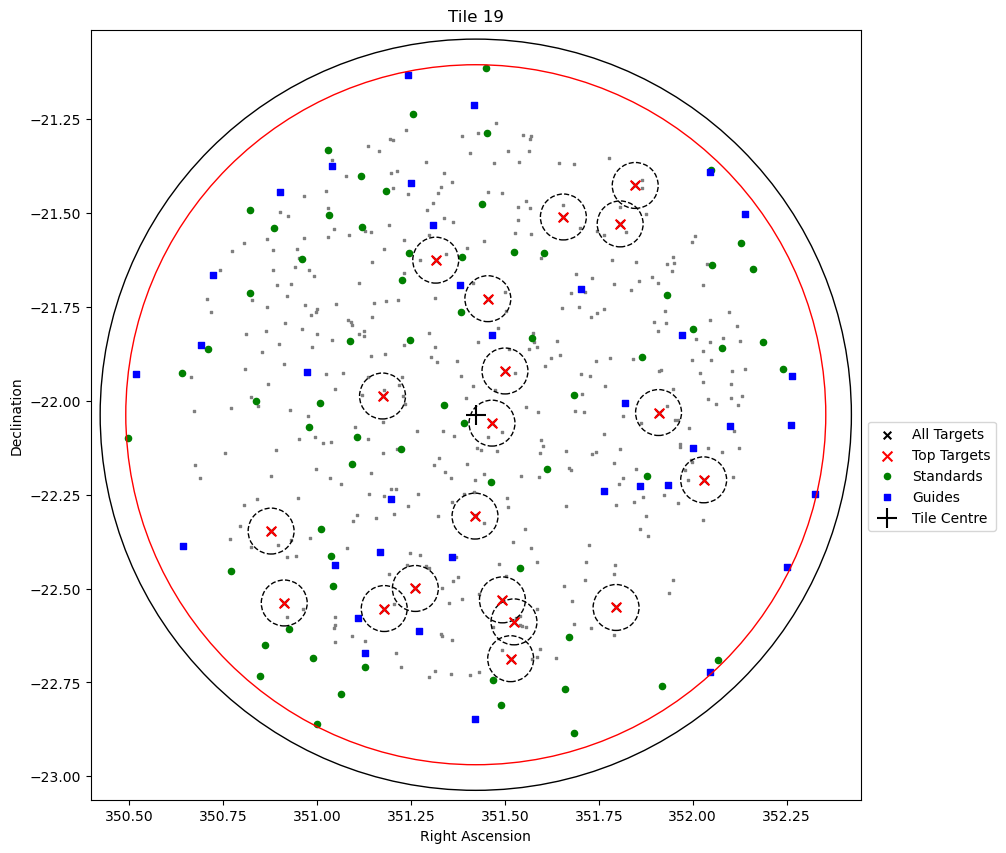 Tile 19
Declination
−21.25
−21.50
−21.75
−22.00
−22.25
−22.50
−22.75
−23.00
350.50 350.75 351.00 351.25 351.50 351.75 352.00 352.25
Right Ascension
All Targets
Top Targets
Standards
Guides
Tile Centre